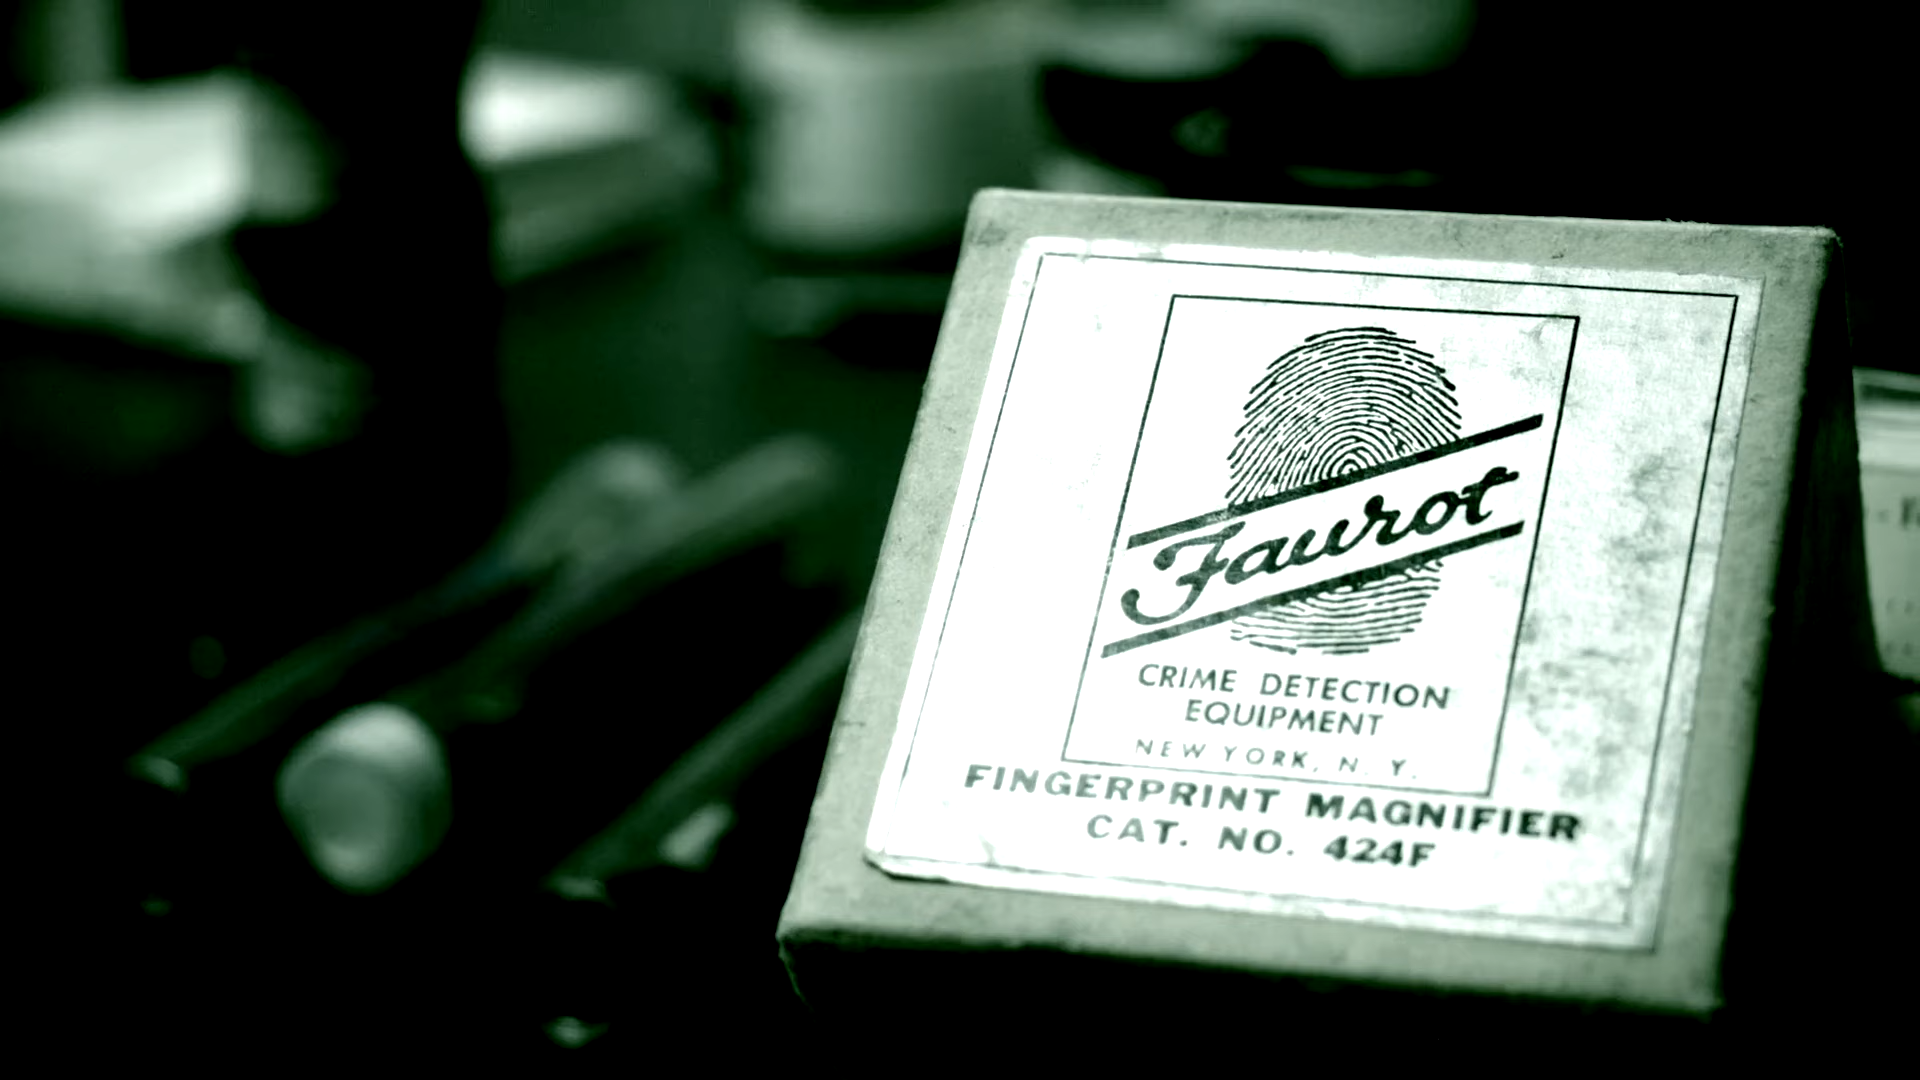 Faurot
CRIME DETECTION
EQUIPMENT
NEW YORK, N. Y.
FINGERPRINT MAGNIFIER
CAT. NO. 424F